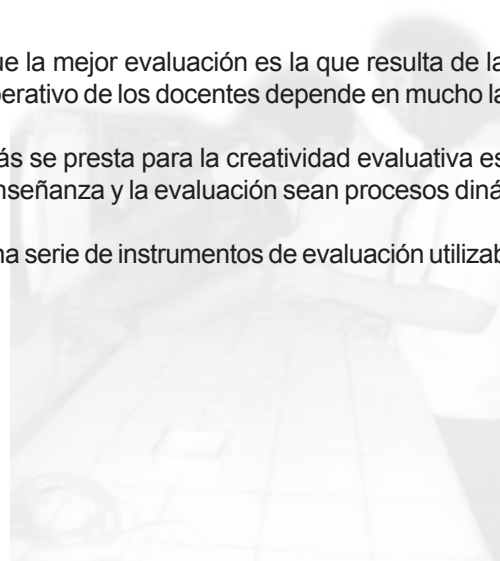 ue la mejor evaluación es la que resulta de la
perativo de los docentes depende en mucho la
ás se presta para la creatividad evaluativa es
nseñanza y la evaluación sean procesos diná
na serie de instrumentos de evaluación utilizab